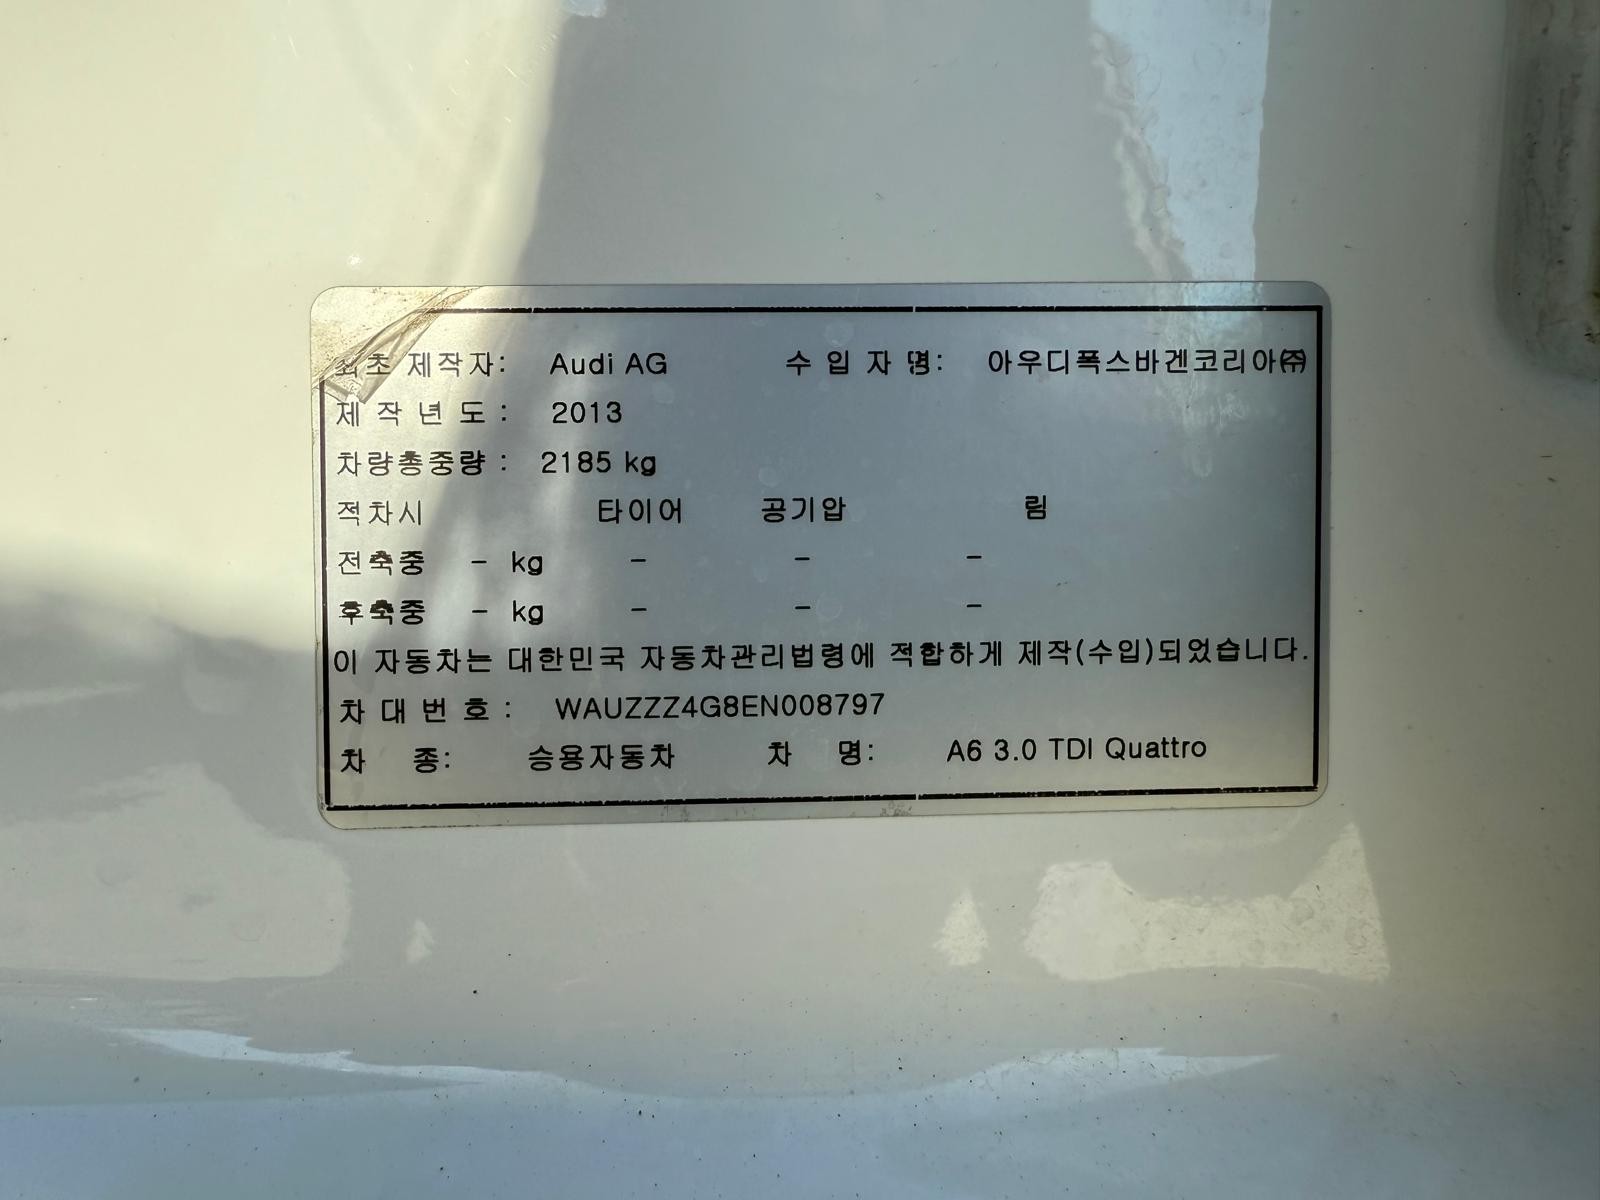 최초 제작자: Audi AG 수 입 자 명: 아우디폭스바겐코리아㈜
제 작 년 도 : 2013
차량총중량 : 2185 kg
적차시 타이어 공기압 림
전축중 - kg - - -
후축중 - kg - - -
이 자동차는 대한민국 자동차관리법령에 적합하게 제작(수입)되었습니다.
차 대 번 호 : WAUZZZ4G8EN008797
차 종: 승용자동차 차 명: A6 3.0 TDI Quattro